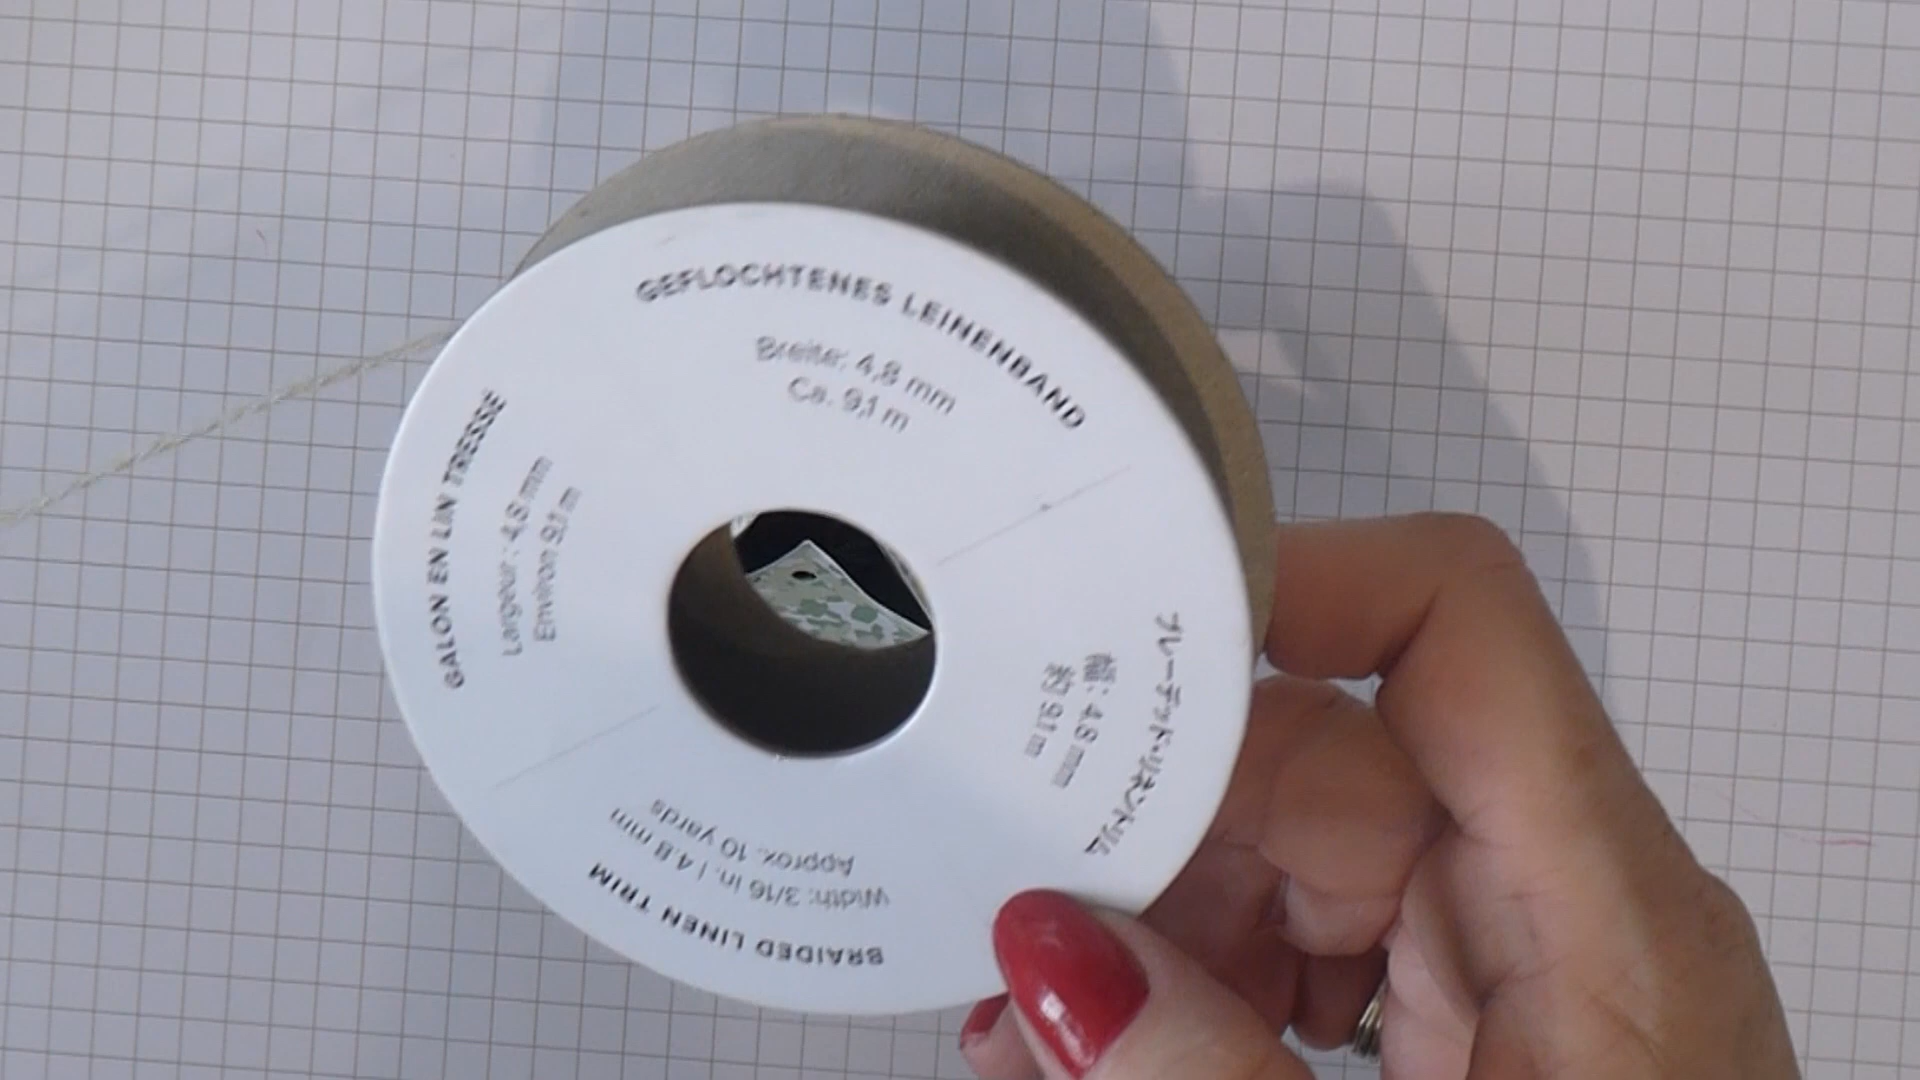 GEFLOCHTENES LEINENBAND
Breite: 4,8 mm
Ca. 9,1 m
GALON EN LIN TRESSÉ
Largeur : 4,8 mm
Environ 9,1 m
ブレーデッド・リネントリム
幅: 4.8 mm
約 9.1 m
BRAIDED LINEN TRIM
Width: 3/16 in. | 4.8 mm
Approx. 10 yards